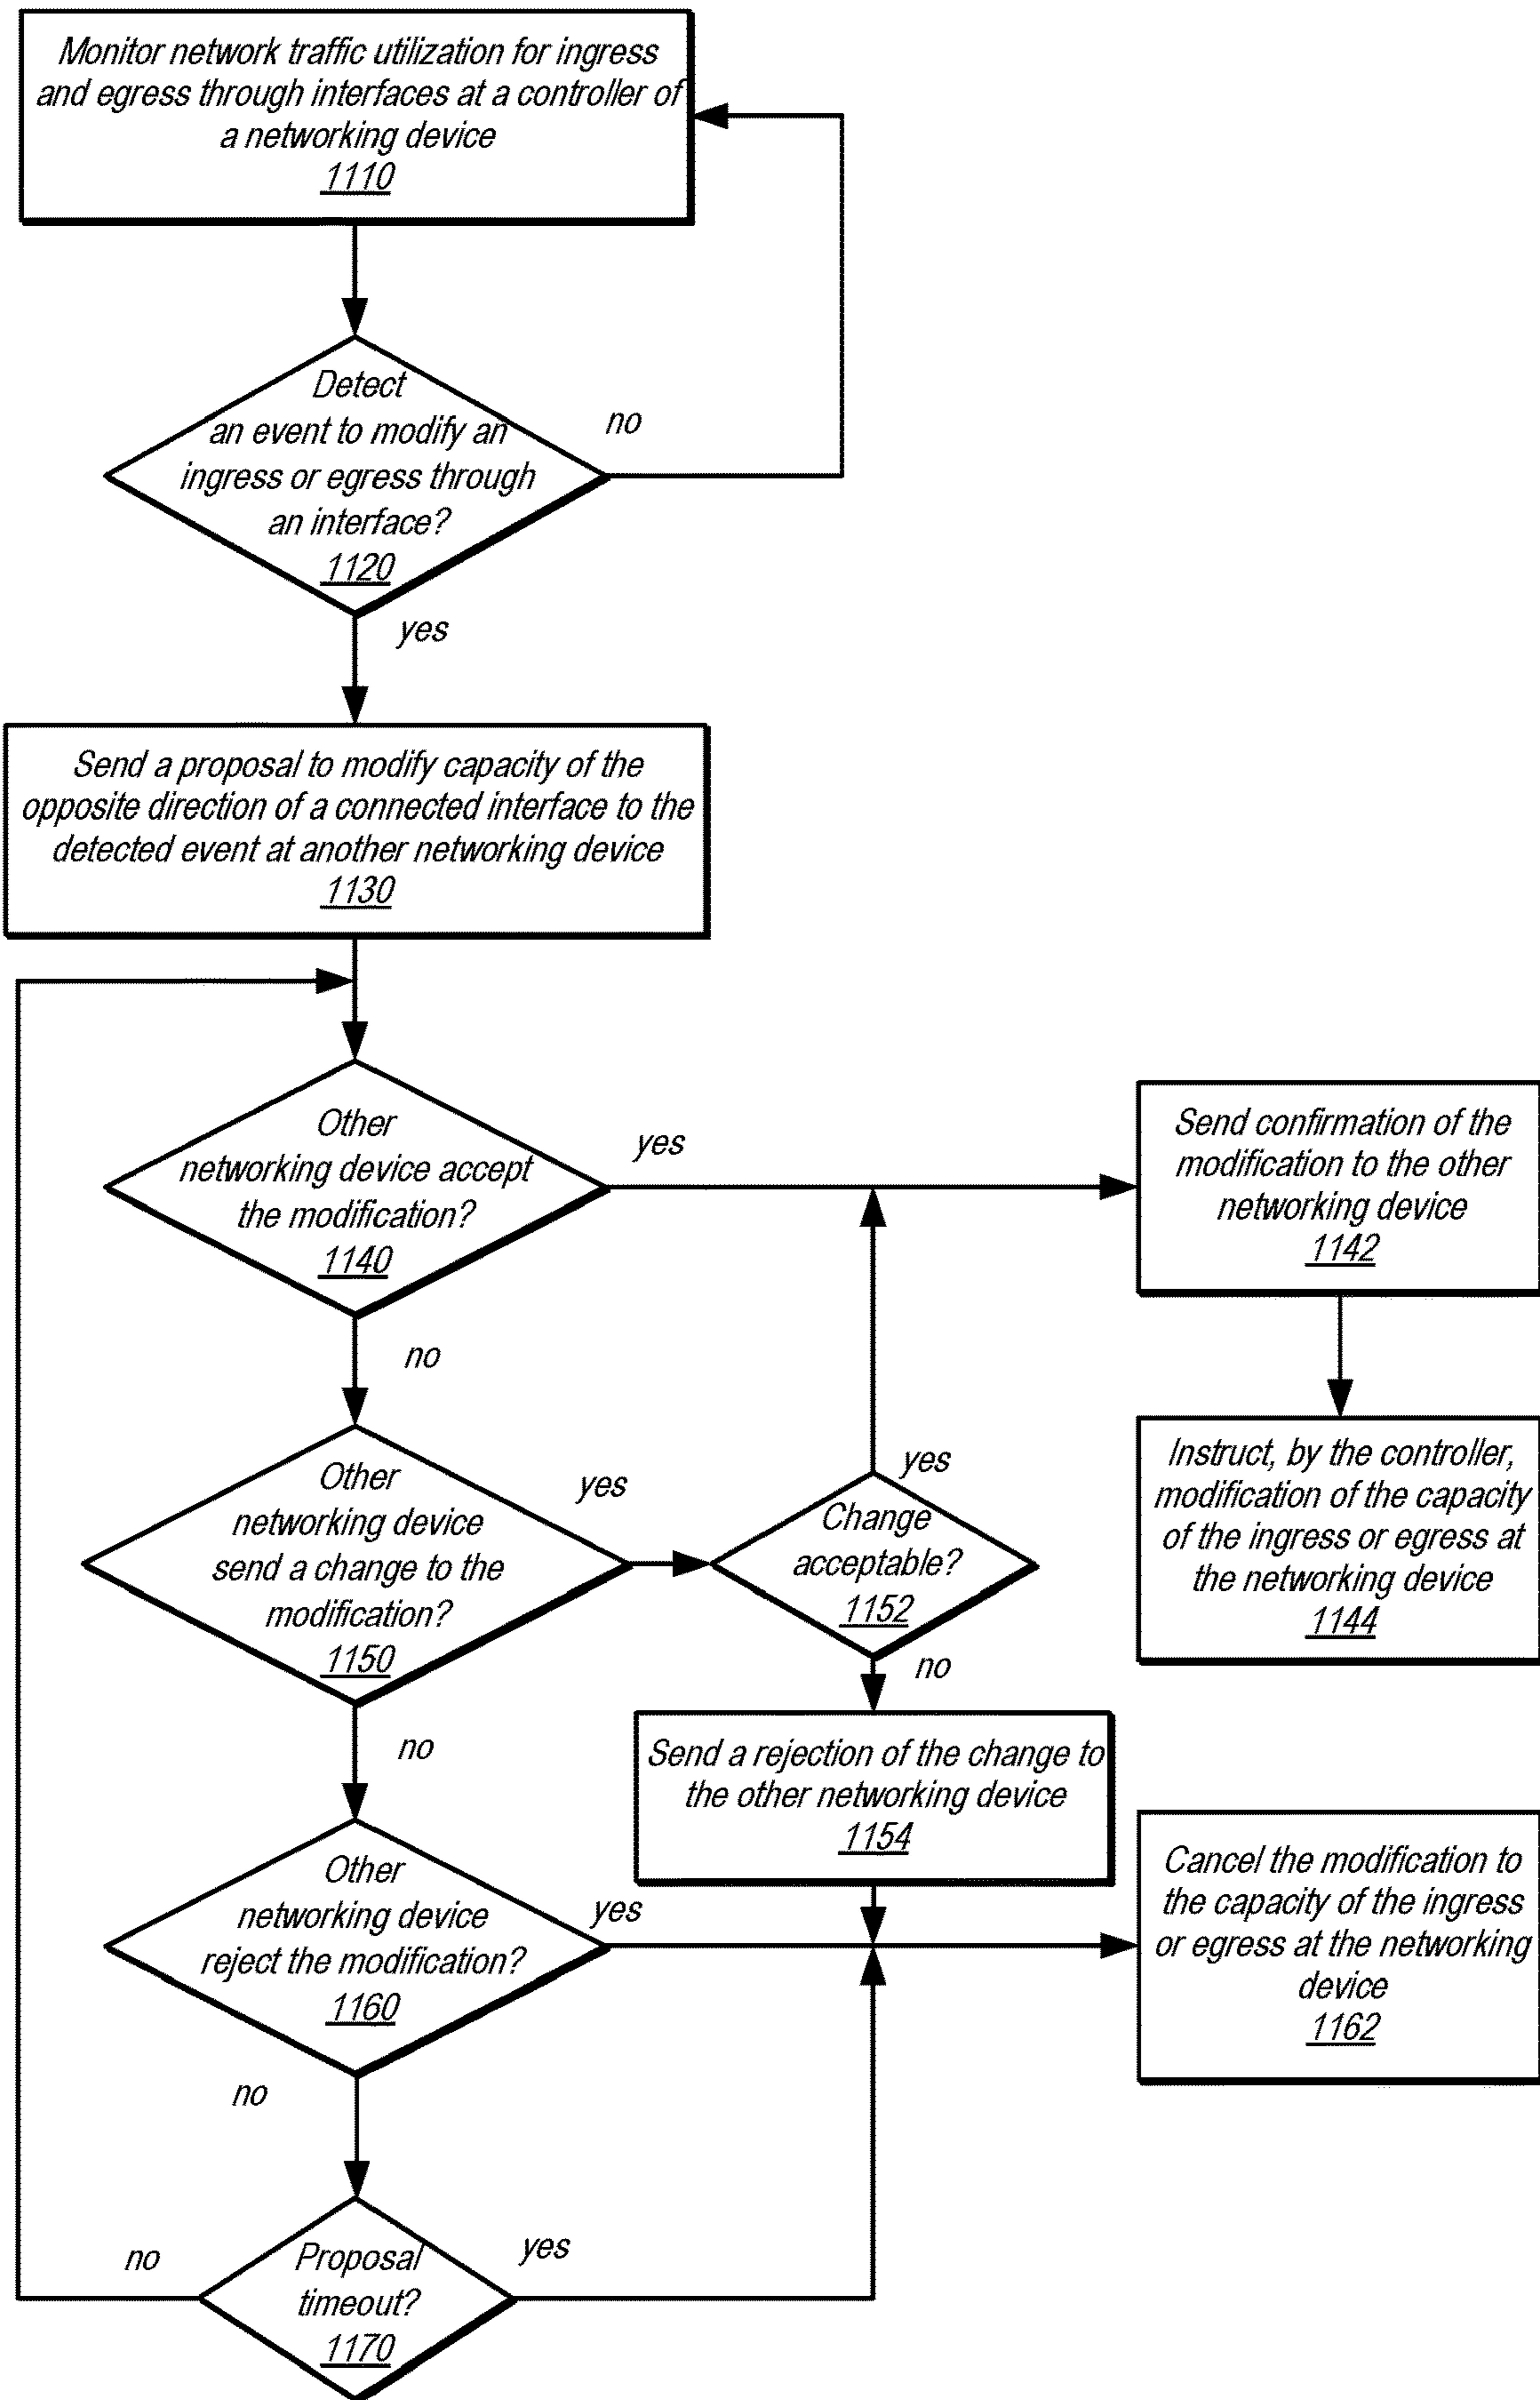 Monitor network traffic utilization for ingress
and egress through interfaces at a controller of
a networking device
1110
Detect
an event to modify an
ingress or egress through
an interface?
1120
no
yes
Send a proposal to modify capacity of the
opposite direction of a connected interface to the
detected event at another networking device
1130
Other
networking device accept
the modification?
1140
yes
no
Send confirmation of the
modification to the other
networking device
1142
Instruct, by the controller,
modification of the capacity
of the ingress or egress at
the networking device
1144
Other
networking device
send a change to the
modification?
1150
yes
no
Change
acceptable?
1152
yes
no
Send a rejection of the change to
the other networking device
1154
Other
networking device
reject the modification?
1160
yes
no
Cancel the modification to
the capacity of the ingress
or egress at the networking
device
1162
Proposal
timeout?
1170
no
yes